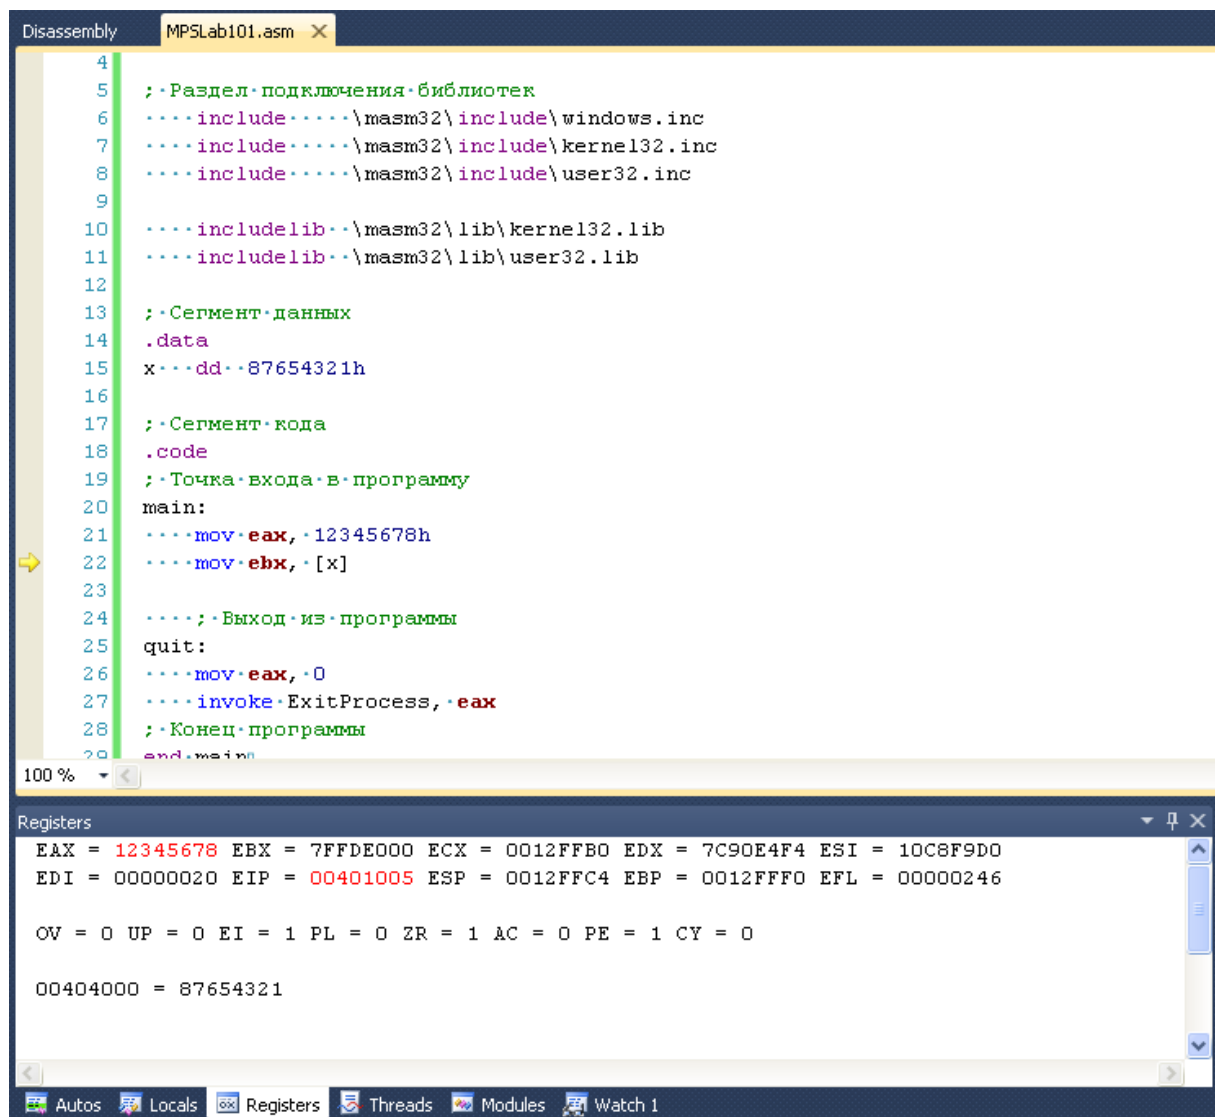 Disassembly MPSLab101.asm
4
5 ;·Раздел·подключения·библиотек
6 ····include·····\masm32\include\windows.inc
7 ····include·····\masm32\include\kernel32.inc
8 ····include·····\masm32\include\user32.inc
9
10 ····includelib··\masm32\lib\kernel32.lib
11 ····includelib··\masm32\lib\user32.lib
12
13 ;·Сегмент·данных
14 .data
15 x···dd··87654321h
16
17 ;·Сегмент·кода
18 .code
19 ;·Точка·входа·в·программу
20 main:
21 ····mov·eax,·12345678h
22 ····mov·ebx,·[x]
23
24 ····;·Выход·из·программы
25 quit:
26 ····mov·eax,·0
27 ····invoke·ExitProcess,·eax
28 ;·Конец·программы
29 end·main
100 %
Registers
EAX = 12345678 EBX = 7FFDE000 ECX = 0012FFB0 EDX = 7C90E4F4 ESI = 10C8F9D0
EDI = 00000020 EIP = 00401005 ESP = 0012FFC4 EBP = 0012FFF0 EFL = 00000246
OV = 0 UP = 0 EI = 1 PL = 0 ZR = 1 AC = 0 PE = 1 CY = 0
00404000 = 87654321
Autos Locals Registers Threads Modules Watch 1